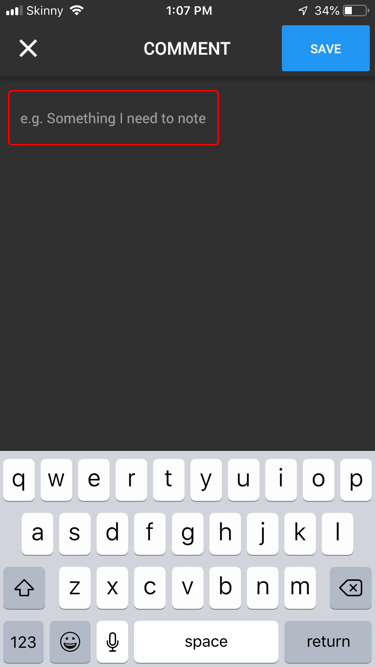 Skinny 1:07 PM 34%
COMMENT SAVE
e.g. Something I need to note
q w e r t y u i o p
a s d f g h j k l
z x c v b n m
123 space return